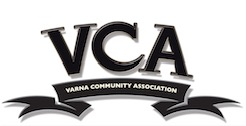 VCA
VARNA COMMUNITY ASSOCIATION